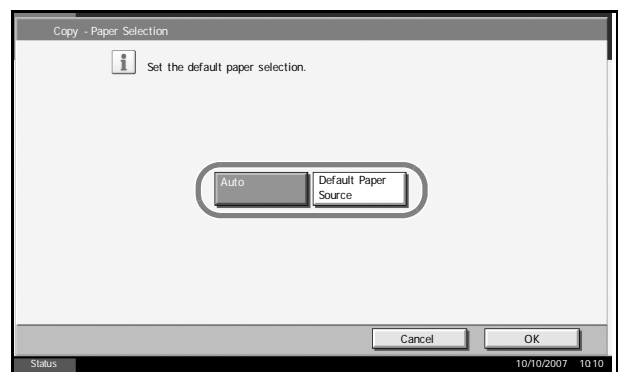 Copy - Paper Selection
Set the default paper selection.
Auto
Default Paper
Source
Cancel
OK
Status
10/10/2007 10:10